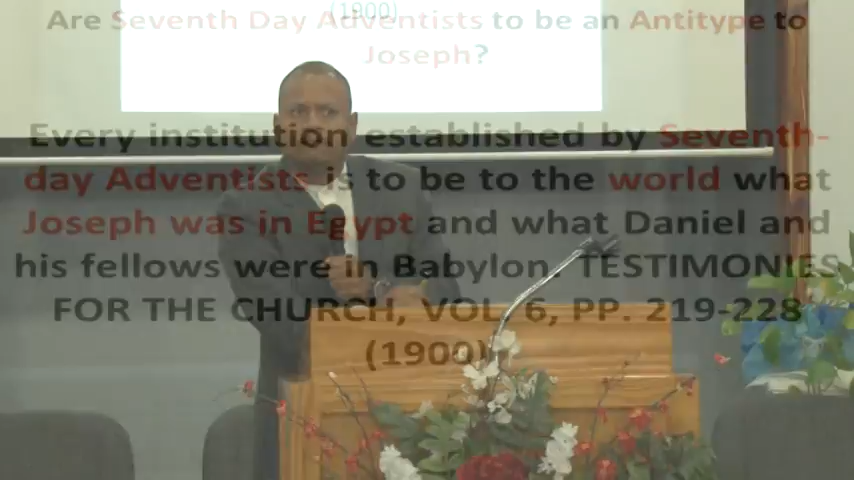 (1900)
Are Seventh Day Adventists to be an Antitype to
Joseph?
Every institution established by Seventh-
day Adventists is to be to the world what
Joseph was in Egypt and what Daniel and
his fellows were in Babylon. TESTIMONIES
FOR THE CHURCH, VOL. 6, PP. 219-228
(1900)